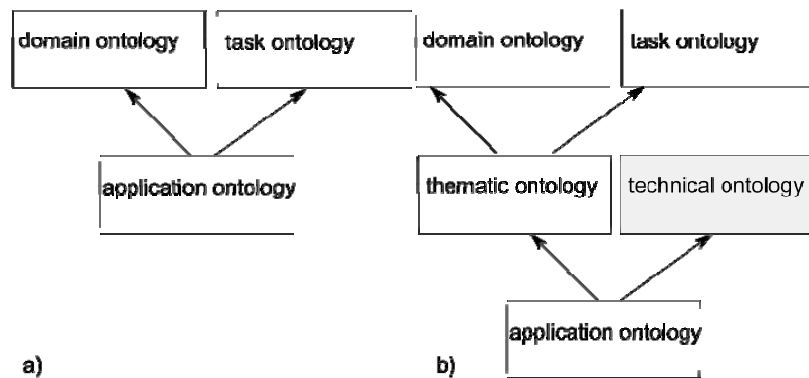 domain ontology
task ontology
application ontology
a)
domain ontology
task ontology
thematic ontology
technical ontology
application ontology
b)